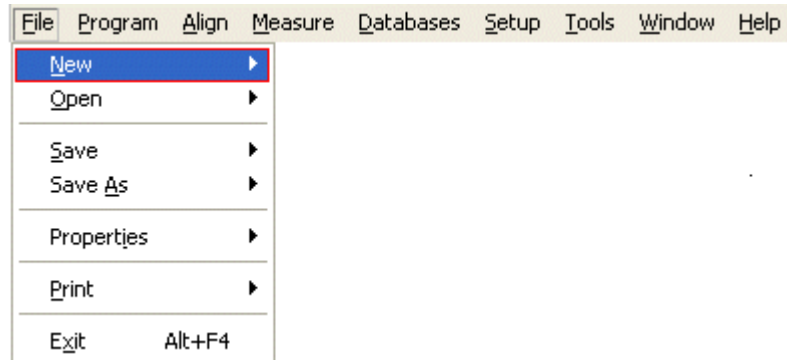 File Program Align Measure Databases Setup Tools Window Help
New
Open
Save
Save As
Properties
Print
Exit Alt+F4